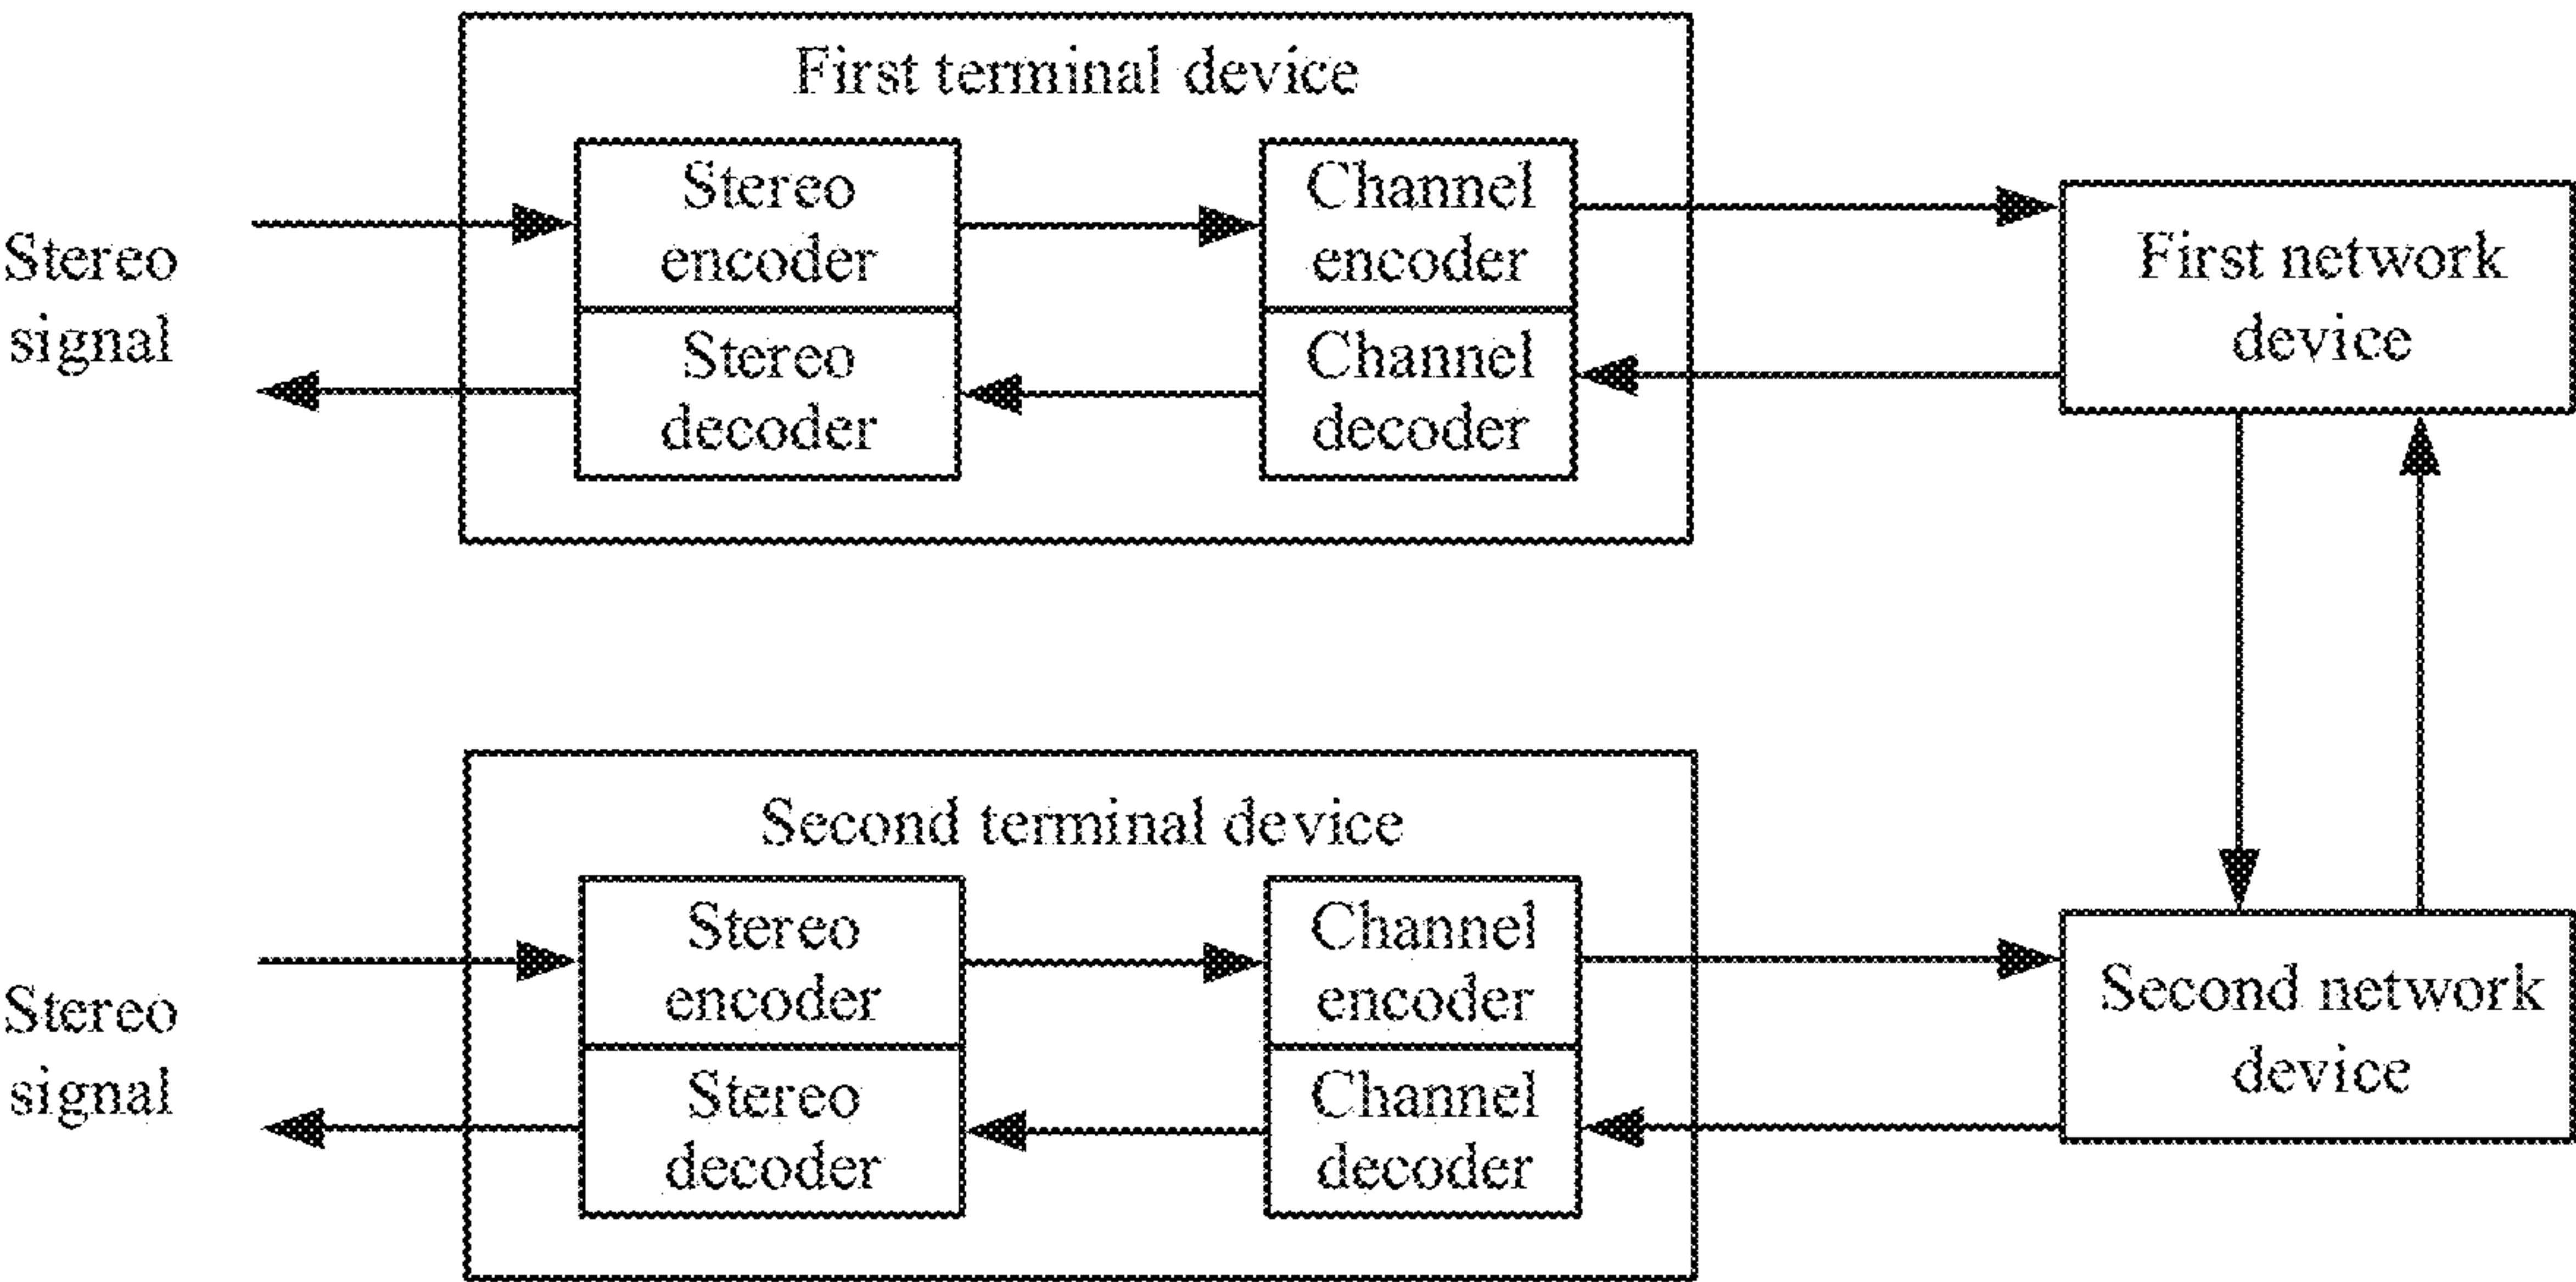 First terminal device
Stereo
signal
Stereo
encoder
Stereo
decoder
Channel
encoder
Channel
decoder
First network
device
Second terminal device
Stereo
signal
Stereo
encoder
Stereo
decoder
Channel
encoder
Channel
decoder
Second network
device